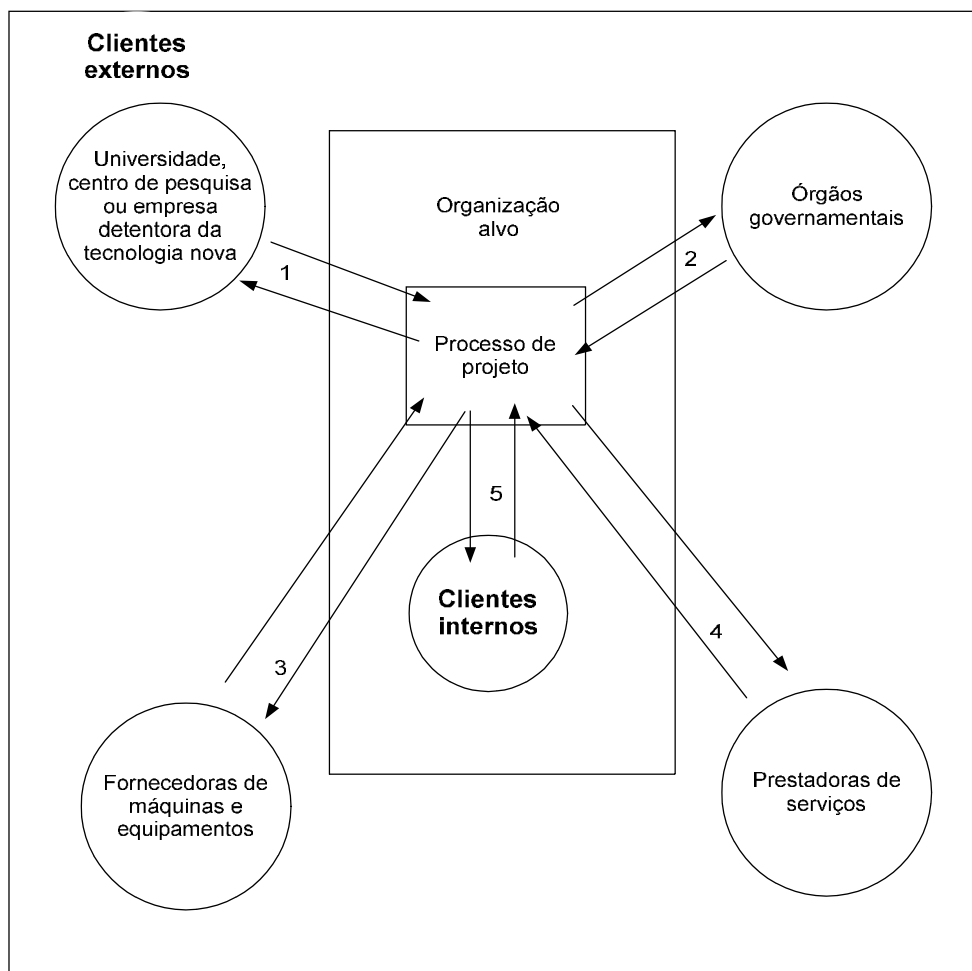 Clientes
externos
Universidade,
centro de pesquisa
ou empresa
detentora da
tecnologia nova
Organização
alvo
Órgãos
governamentais
1
2
Processo de
projeto
5
Clientes
internos
3
4
Fornecedoras de
máquinas e
equipamentos
Prestadoras de
serviços